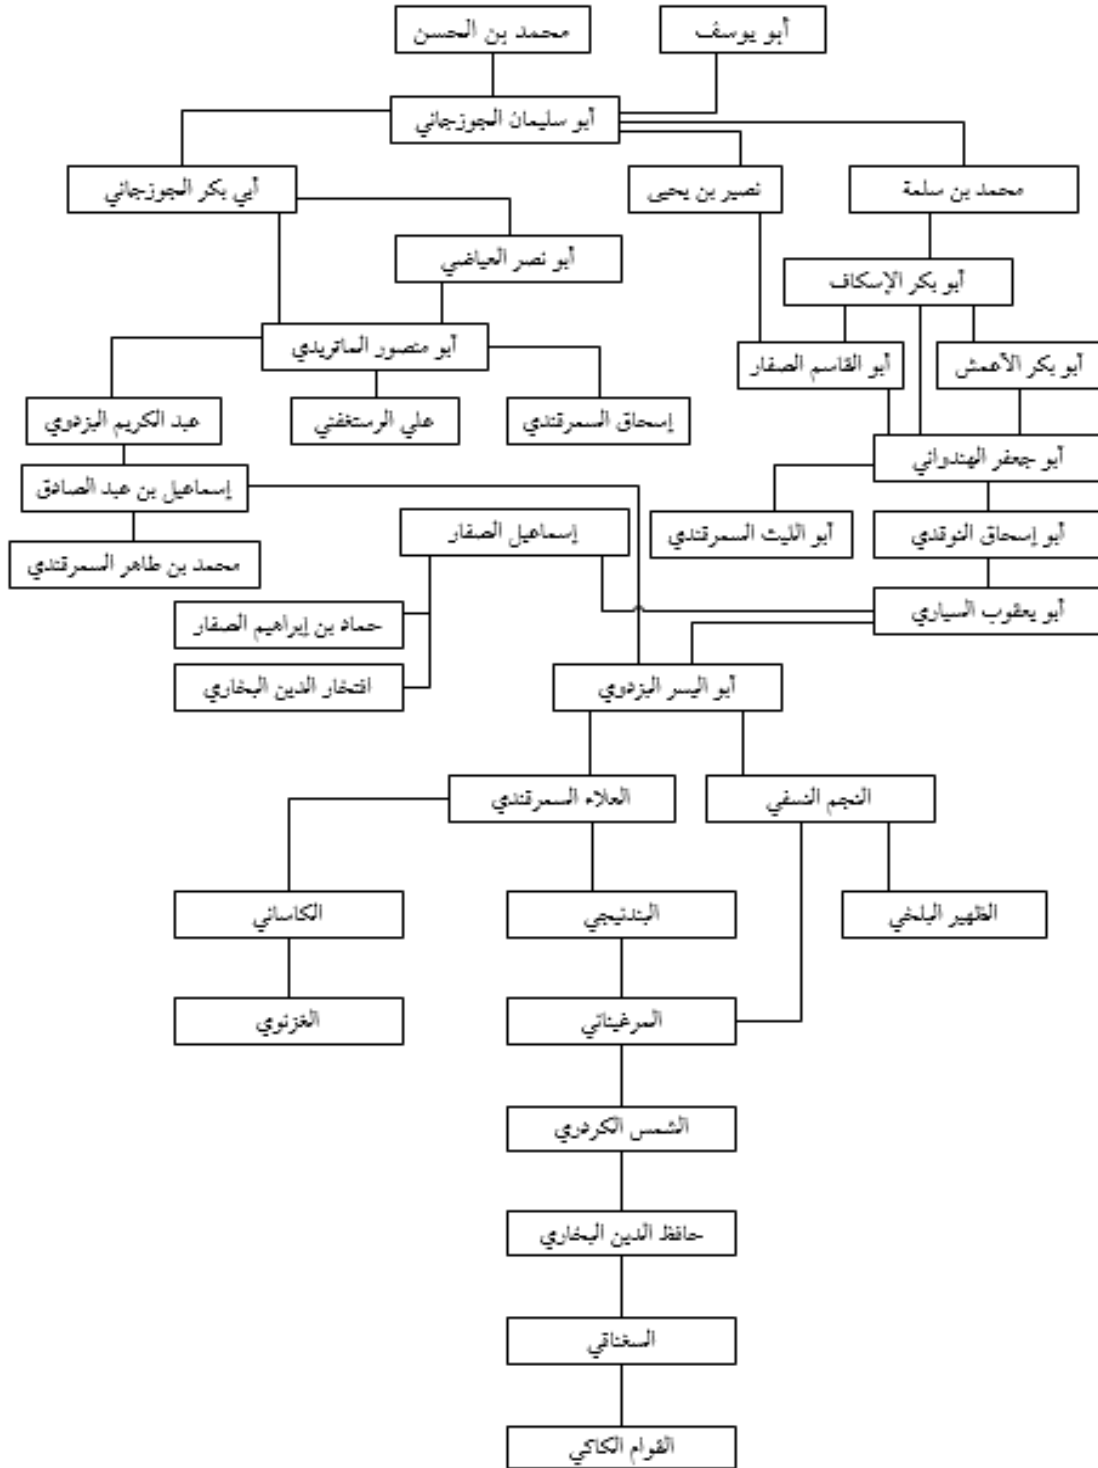 أبو يوسف
محمد بن الحسن
أبو سليمان الجوزجاني
محمد بن سلمة
نصير بن يحيى
أبي بكر الجوزجاني
أبو نصر العياضي
أبو بكر الإسكاف
أبو منصور الماتريدي
أبو بكر الأعمش
أبو القاسم الصفار
إسحاق السمرقندي
علي الرستغفني
عبد الكريم البزدوي
أبو جعفر الهندواني
إسماعيل بن عبد الصادق
أبو إسحاق النوقدي
أبو الليث السمرقندي
إسماعيل الصفار
محمد بن طاهر السمرقندي
أبو يعقوب السياري
حماد بن إبراهيم الصفار
أبو اليسر البزدوي
افتخار الدين البخاري
النجم النسفي
العلاء السمرقندي
الظهير البلخي
البندنيجي
الكاساني
المرغيناني
الغزنوي
الشمس الكردري
حافظ الدين البخاري
السغناقي
القوام الكاكي